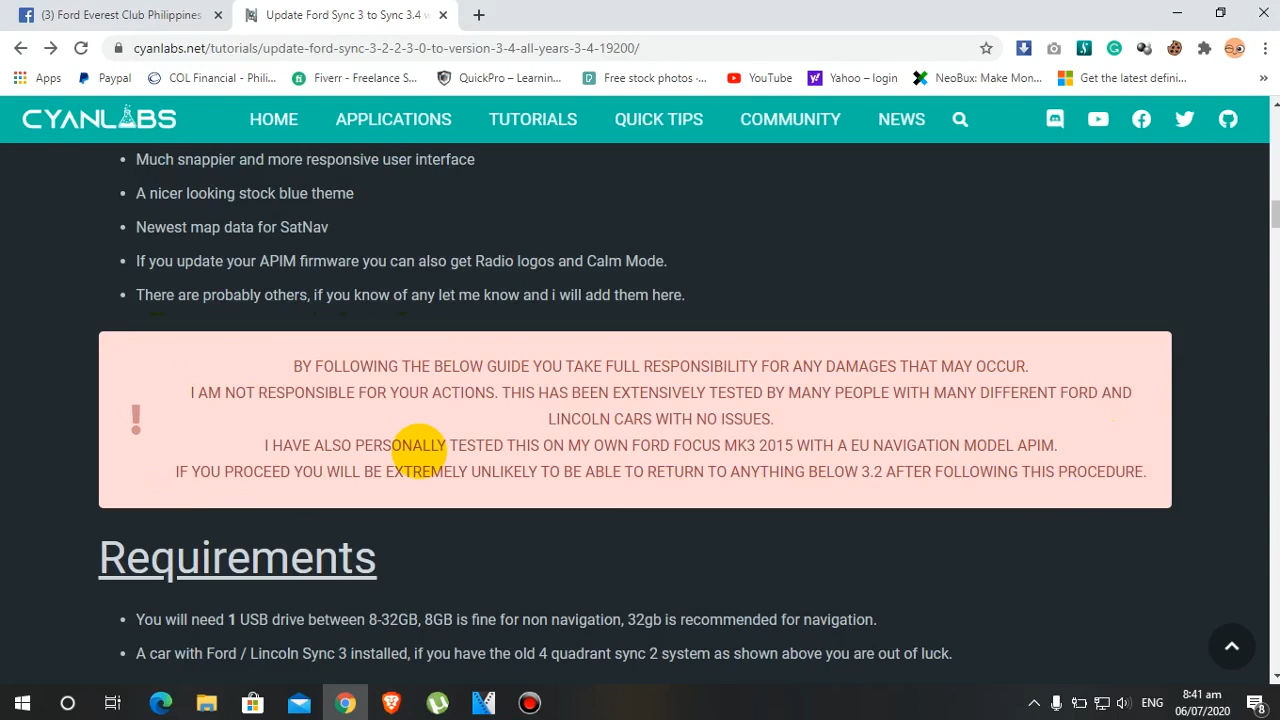 (3) Ford Everest Club Philippines
Update Ford Sync 3 to Sync 3.4 w
cyanlabs.net/tutorials/update-ford-sync-3-2-2-3-0-to-version-3-4-all-years-3-4-19200/
Apps
Paypal
COL Financial - Phili...
Fiverr - Freelance S...
QuickPro – Learnin...
Free stock photos ·...
YouTube
Yahoo – login
NeoBux: Make Mon...
Get the latest defini...
»
CYANLABS
HOME
APPLICATIONS
TUTORIALS
QUICK TIPS
COMMUNITY
NEWS
• Much snappier and more responsive user interface
• A nicer looking stock blue theme
• Newest map data for SatNav
• If you update your APIM firmware you can also get Radio logos and Calm Mode.
• There are probably others, if you know of any let me know and i will add them here.
!
BY FOLLOWING THE BELOW GUIDE YOU TAKE FULL RESPONSIBILITY FOR ANY DAMAGES THAT MAY OCCUR.
I AM NOT RESPONSIBLE FOR YOUR ACTIONS. THIS HAS BEEN EXTENSIVELY TESTED BY MANY PEOPLE WITH MANY DIFFERENT FORD AND
LINCOLN CARS WITH NO ISSUES.
I HAVE ALSO PERSONALLY TESTED THIS ON MY OWN FORD FOCUS MK3 2015 WITH A EU NAVIGATION MODEL APIM.
IF YOU PROCEED YOU WILL BE EXTREMELY UNLIKELY TO BE ABLE TO RETURN TO ANYTHING BELOW 3.2 AFTER FOLLOWING THIS PROCEDURE.
Requirements
• You will need 1 USB drive between 8-32GB, 8GB is fine for non navigation, 32gb is recommended for navigation.
• A car with Ford / Lincoln Sync 3 installed, if you have the old 4 quadrant sync 2 system as shown above you are out of luck.
ENG
8:41 am
06/07/2020
8